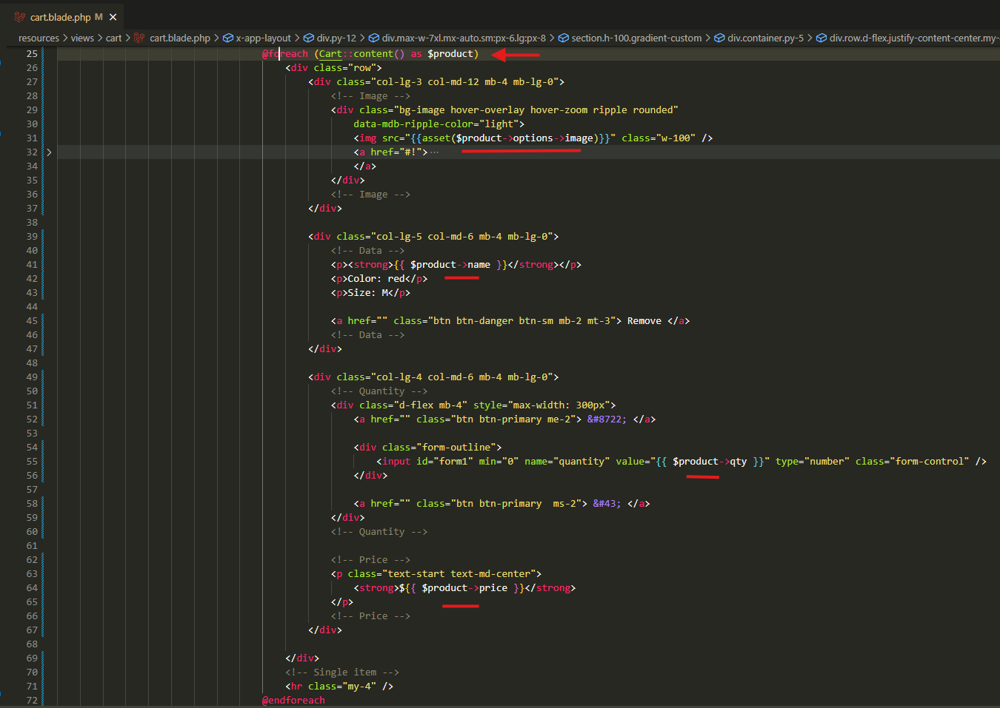 cart.blade.php M ×
resources > views > cart > cart.blade.php > x-app-layout > div.py-12 > div.max-w-7xl.mx-auto.sm:px-6.lg:px-8 > section.h-100.gradient-custom > div.container.py-5 > div.row.d-flex.justify-content-center.my-
25 @foreach (Cart::content() as $product)
26 <div class="row">
27 <div class="col-lg-3 col-md-12 mb-4 mb-lg-0">
28 <!-- Image -->
29 <div class="bg-image hover-overlay hover-zoom ripple rounded"
30 data-mdb-ripple-color="light">
31 <img src="{{asset($product->options->image)}}" class="w-100" />
32 <a href="#!"> ···
34 </a>
35 </div>
36 <!-- Image -->
37 </div>
38
39 <div class="col-lg-5 col-md-6 mb-4 mb-lg-0">
40 <!-- Data -->
41 <p><strong>{{ $product->name }}</strong></p>
42 <p>Color: red</p>
43 <p>Size: M</p>
44
45 <a href="" class="btn btn-danger btn-sm mb-2 mt-3"> Remove </a>
46 <!-- Data -->
47 </div>
48
49 <div class="col-lg-4 col-md-6 mb-4 mb-lg-0">
50 <!-- Quantity -->
51 <div class="d-flex mb-4" style="max-width: 300px">
52 <a href="" class="btn btn-primary me-2"> &#8722; </a>
53
54 <div class="form-outline">
55 <input id="form1" min="0" name="quantity" value="{{ $product->qty }}" type="number" class="form-control" />
56 </div>
57
58 <a href="" class="btn btn-primary  ms-2"> &#43; </a>
59 </div>
60 <!-- Quantity -->
61
62 <!-- Price -->
63 <p class="text-start text-md-center">
64 <strong>${{ $product->price }}</strong>
65 </p>
66 <!-- Price -->
67 </div>
68
69 </div>
70 <!-- Single item -->
71 <hr class="my-4" />
72 @endforeach